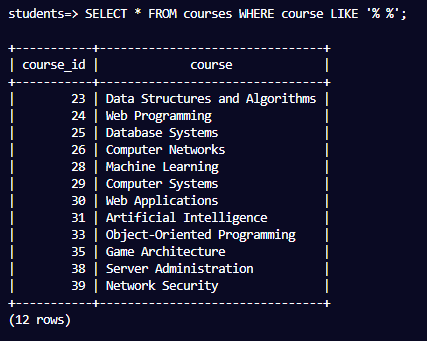 students=> SELECT * FROM courses WHERE course LIKE '% %';
+-----------+--------------------------------+
| course_id |             course             |
+-----------+--------------------------------+
|        23 | Data Structures and Algorithms |
|        24 | Web Programming                |
|        25 | Database Systems               |
|        26 | Computer Networks              |
|        28 | Machine Learning               |
|        29 | Computer Systems               |
|        30 | Web Applications               |
|        31 | Artificial Intelligence        |
|        33 | Object-Oriented Programming    |
|        35 | Game Architecture              |
|        38 | Server Administration          |
|        39 | Network Security               |
+-----------+--------------------------------+
(12 rows)